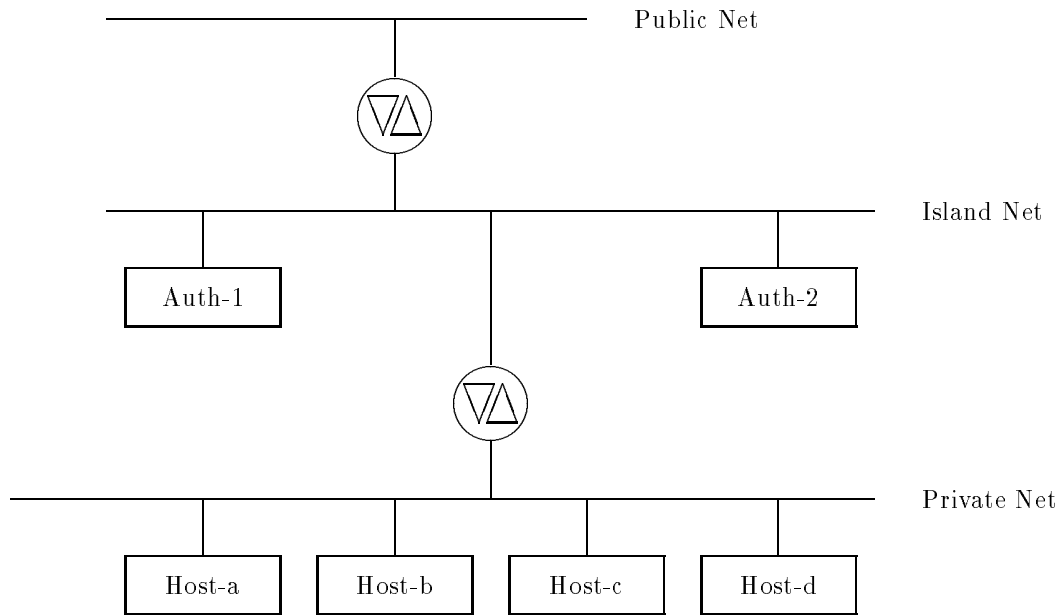 Public Net
Island Net
Auth-1
Auth-2
Private Net
Host-a
Host-b
Host-c
Host-d